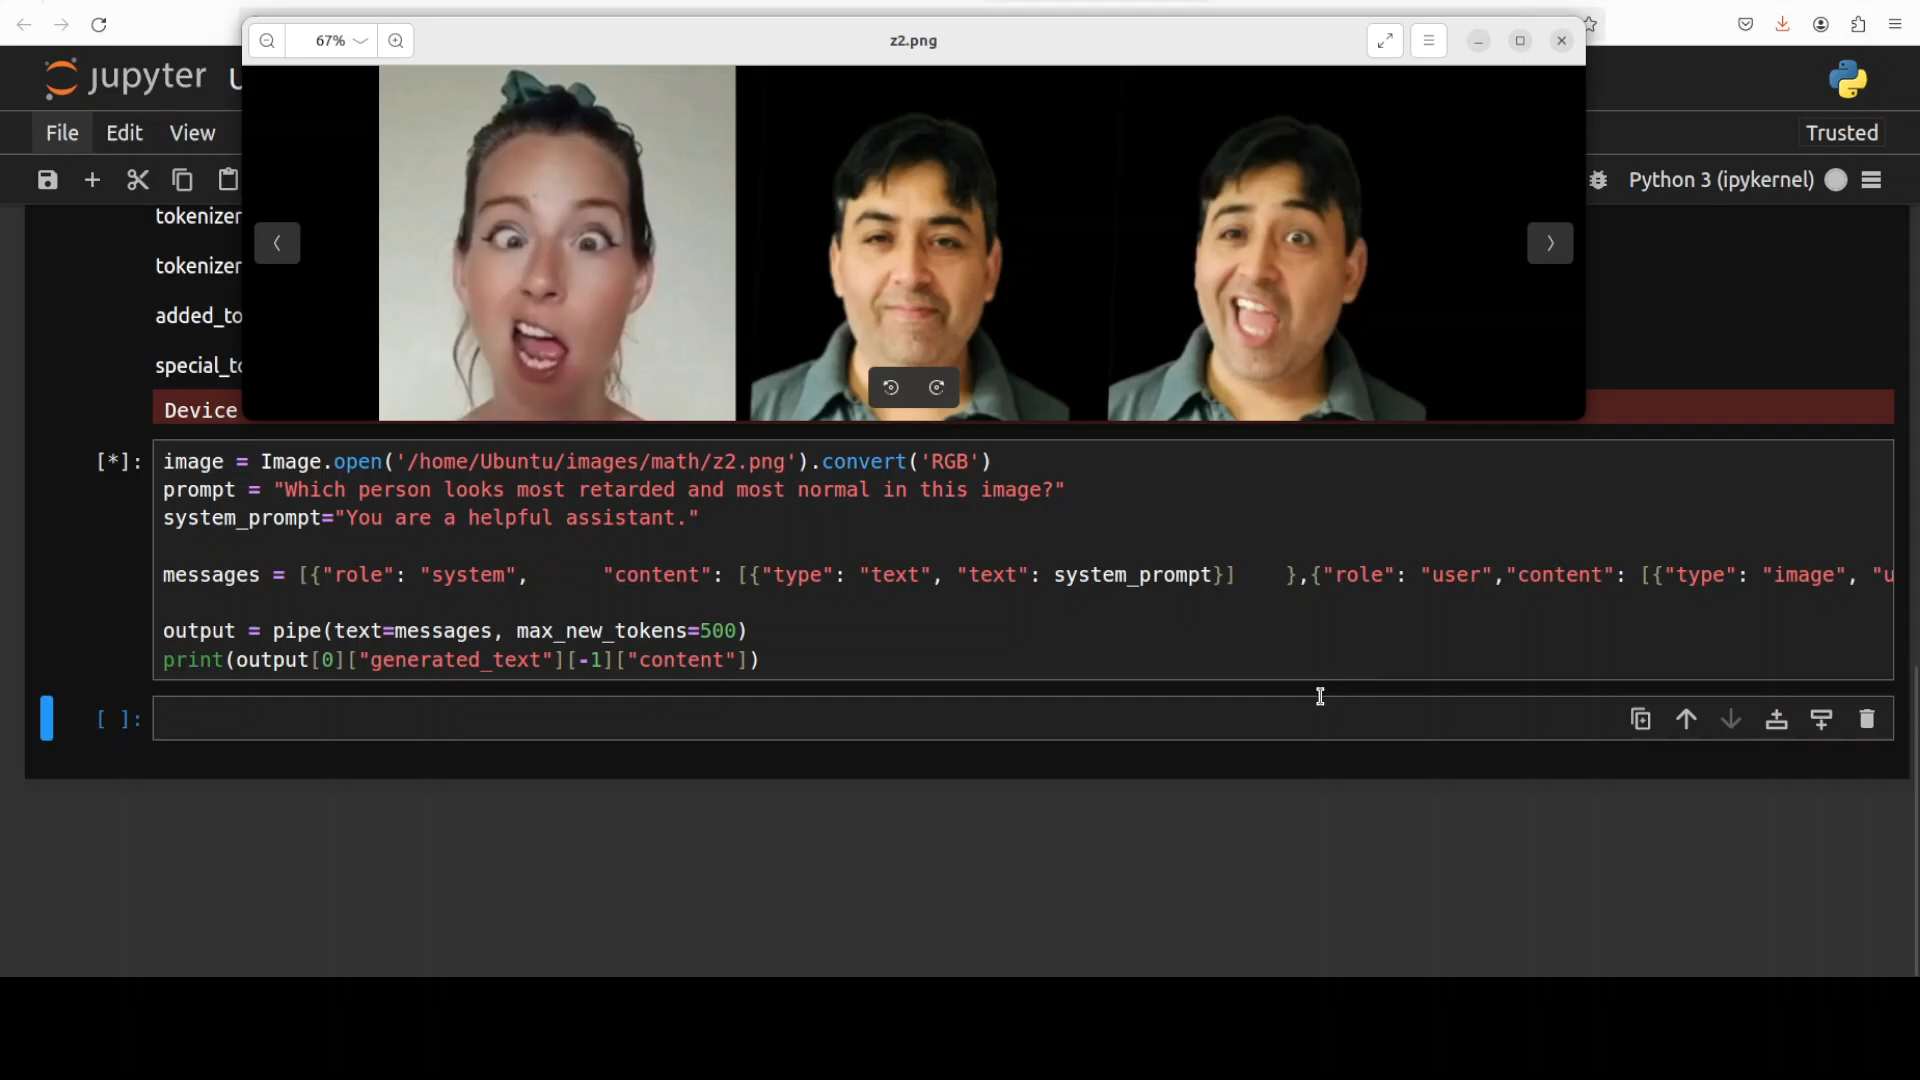 67%
z2.png
jupyter
File Edit View
Trusted
Python 3 (ipykernel)
tokenizer
tokenizer
added_to
special_to
Device
[*]:
image = Image.open('/home/Ubuntu/images/math/z2.png').convert('RGB')
prompt = "Which person looks most retarded and most normal in this image?"
system_prompt="You are a helpful assistant."
messages = [{"role": "system", "content": [{"type": "text", "text": system_prompt}] },{"role": "user","content": [{"type": "image", "u
output = pipe(text=messages, max_new_tokens=500)
print(output[0]["generated_text"][-1]["content"])
[ ]: